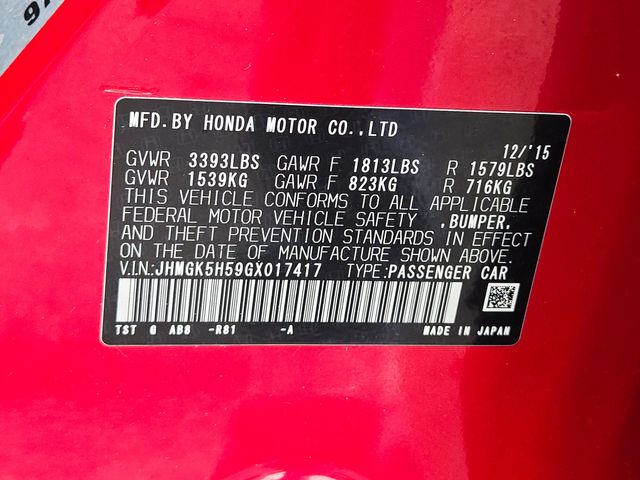 97
MFD.BY HONDA MOTOR CO.,LTD
12/'15
GVWR 3393LBS GAWR F 1813LBS R 1579LBS
GVWR 1539KG GAWR F 823KG R 716KG
THIS VEHICLE CONFORMS TO ALL APPLICABLE
FEDERAL MOTOR VEHICLE SAFETY ,BUMPER,
AND THEFT PREVENTION STANDARDS IN EFFECT
ON THE DATE OF MANUFACTURE SHOWN ABOVE.
V.I.N:JHMGK5H59GX017417 TYPE:PASSENGER CAR
TST G AB8 -R81 -A MADE IN JAPAN